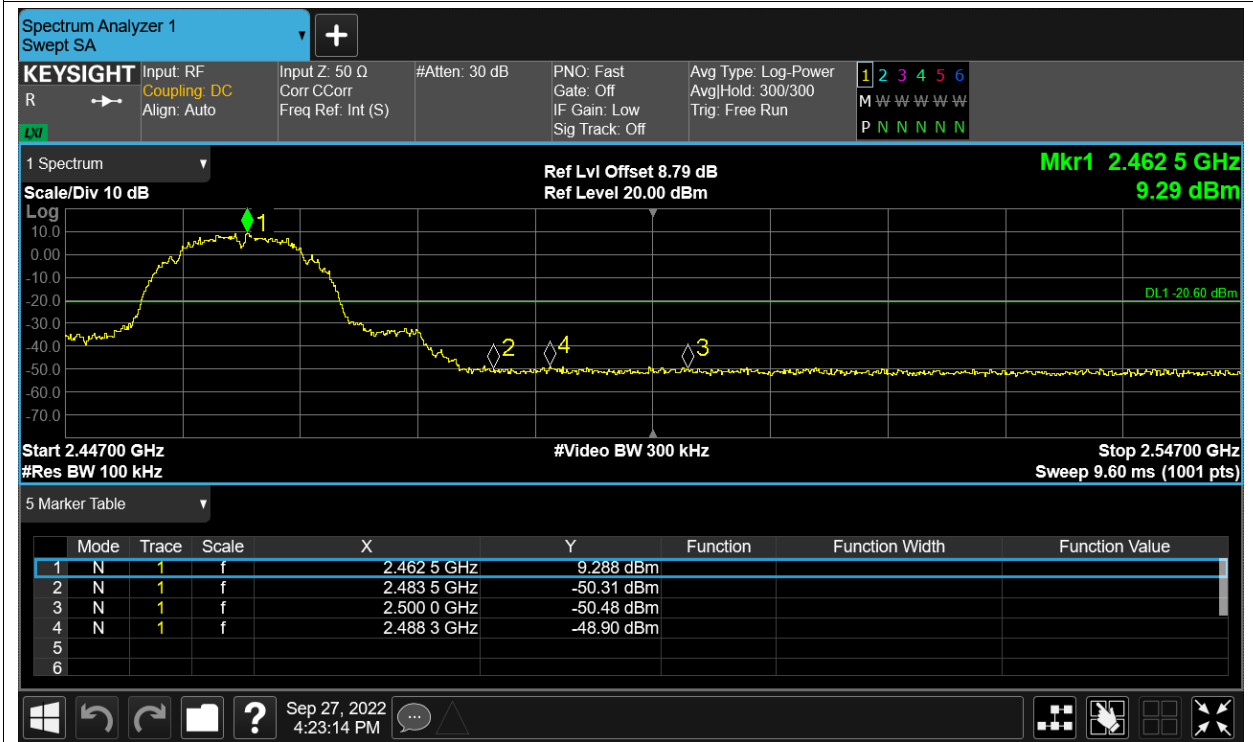 Spectrum Analyzer 1
Swept SA
KEYSIGHT Input: RF Input Z: 50 Ω #Atten: 30 dB PNO: Fast Avg Type: Log-Power 1 2 3 4 5 6
R Coupling: DC Corr CCorr Gate: Off Avg|Hold: 300/300 M W W W W W
Align: Auto Freq Ref: Int (S) IF Gain: Low Trig: Free Run
LXI Sig Track: Off P N N N N N
1 Spectrum Ref Lvl Offset 8.79 dB Mkr1 2.462 5 GHz
Scale/Div 10 dB Ref Level 20.00 dBm 9.29 dBm
Log
1
10.0
0.00
-10.0
DL1 -20.60 dBm
-20.0
-30.0
-40.0
2 4 3
-50.0
-60.0
-70.0
Start 2.44700 GHz #Video BW 300 kHz Stop 2.54700 GHz
#Res BW 100 kHz Sweep 9.60 ms (1001 pts)
5 Marker Table
Mode Trace Scale X Y Function Function Width Function Value
1 N 1 f 2.462 5 GHz 9.288 dBm
2 N 1 f 2.483 5 GHz -50.31 dBm
3 N 1 f 2.500 0 GHz -50.48 dBm
4 N 1 f 2.488 3 GHz -48.90 dBm
5
6
? Sep 27, 2022
4:23:14 PM